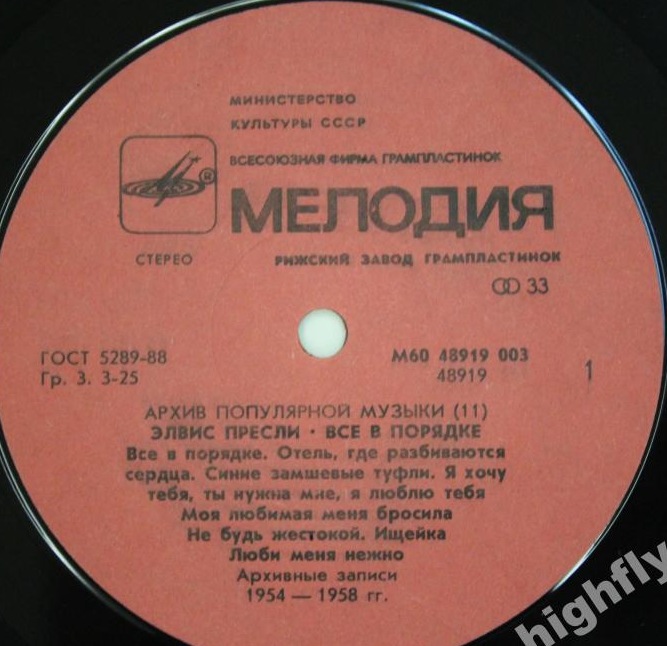 МИНИСТЕРСТВО
КУЛЬТУРЫ СССР
ВСЕСОЮЗНАЯ ФИРМА ГРАМПЛАСТИНОК
®
МЕЛОДИЯ
СТЕРЕО
РИЖСКИЙ ЗАВОД ГРАМПЛАСТИНОК
33
ГОСТ 5289-88
Гр. 3. 3-25
М60 48919 003
48919
1
АРХИВ ПОПУЛЯРНОЙ МУЗЫКИ (11)
ЭЛВИС ПРЕСЛИ · ВСЕ В ПОРЯДКЕ
Все в порядке. Отель, где разбиваются
сердца. Синие замшевые туфли. Я хочу
тебя, ты нужна мне, я люблю тебя
Моя любимая меня бросила
Не будь жестокой. Ищейка
Люби меня нежно
Архивные записи
1954 — 1958 гг.
highfly